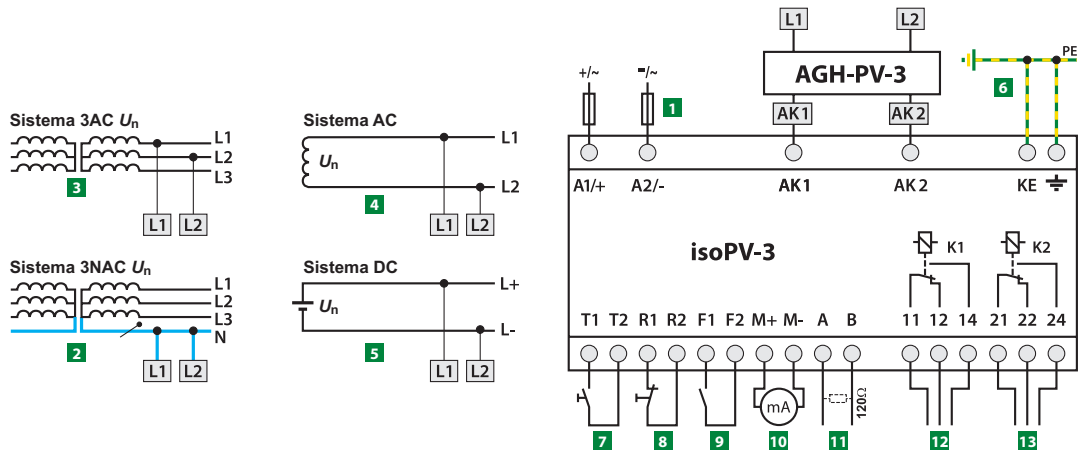 Sistema 3AC Un
L1
L2
L3
3
L1 L2
Sistema AC
Un
L1
L2
4
L1 L2
Sistema 3NAC Un
L1
L2
L3
N
2
L1 L2
Sistema DC
Un
L+
L-
5
L1 L2
L1 L2
AGH-PV-3
+/~ -/~
1
AK1 AK2
PE
6
A1/+ A2/- AK1 AK2 KE
isoPV-3
K1 K2
T1 T2 R1 R2 F1 F2 M+ M- A B 11 12 14 21 22 24
mA
120Ω
7 8 9 10 11 12 13